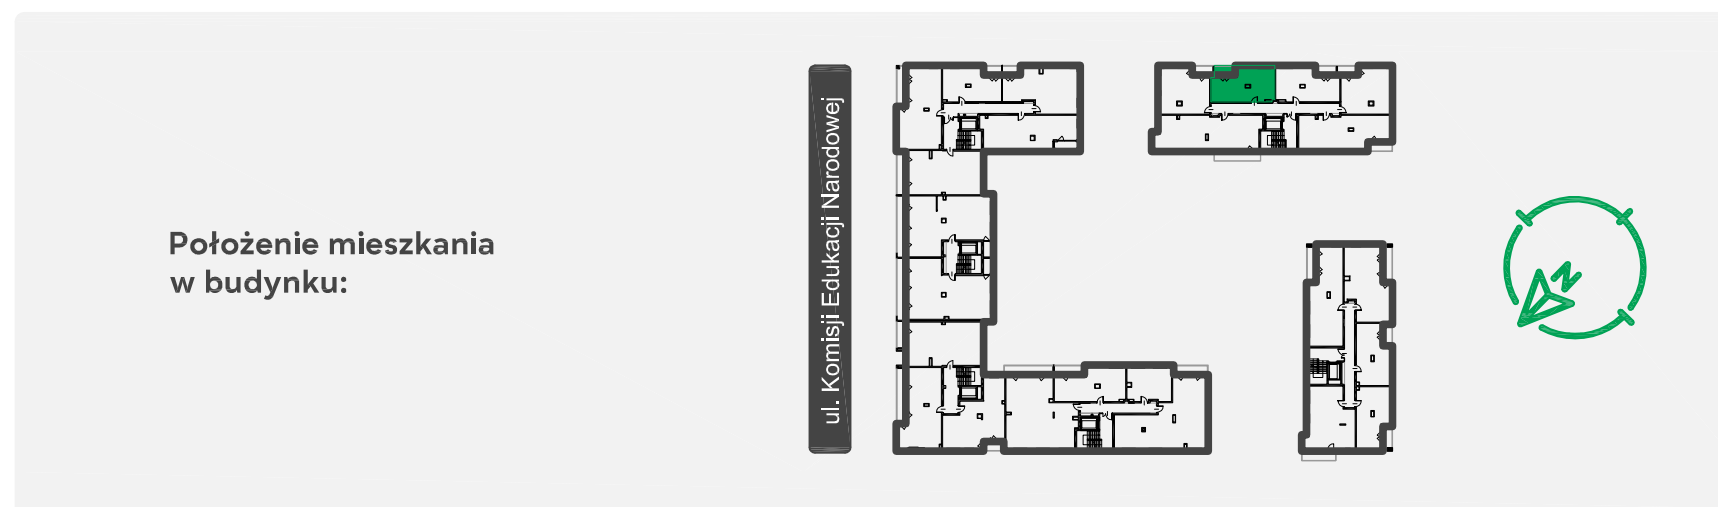 Położenie mieszkania
w budynku:
ul. Komisji Edukacji Narodowej
N